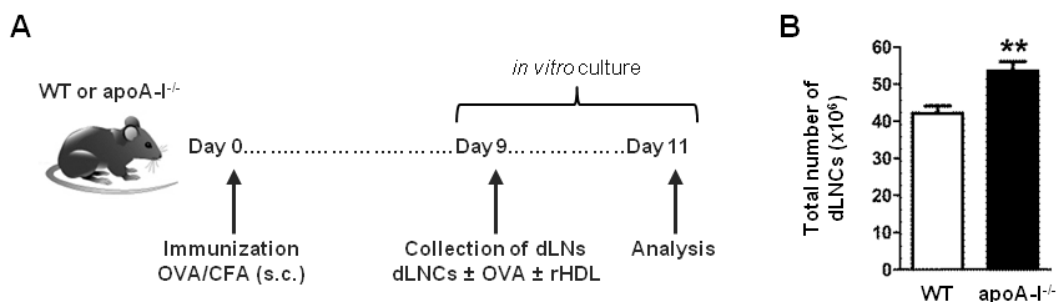 A
WT or apoA-I-/-
in vitro culture
Day 0.... ..... ... ...... ... .. ..... ..... Day 9... ... ... ... ..Day 11
Immunization
OVA/CFA (s.c.)
Collection of dLNs
dLNCs ± OVA ± rHDL
Analysis
B
Total number of
dLNCs (x10⁶)
60
50
40
30
20
10
0
**
WT
apoA-I-/-